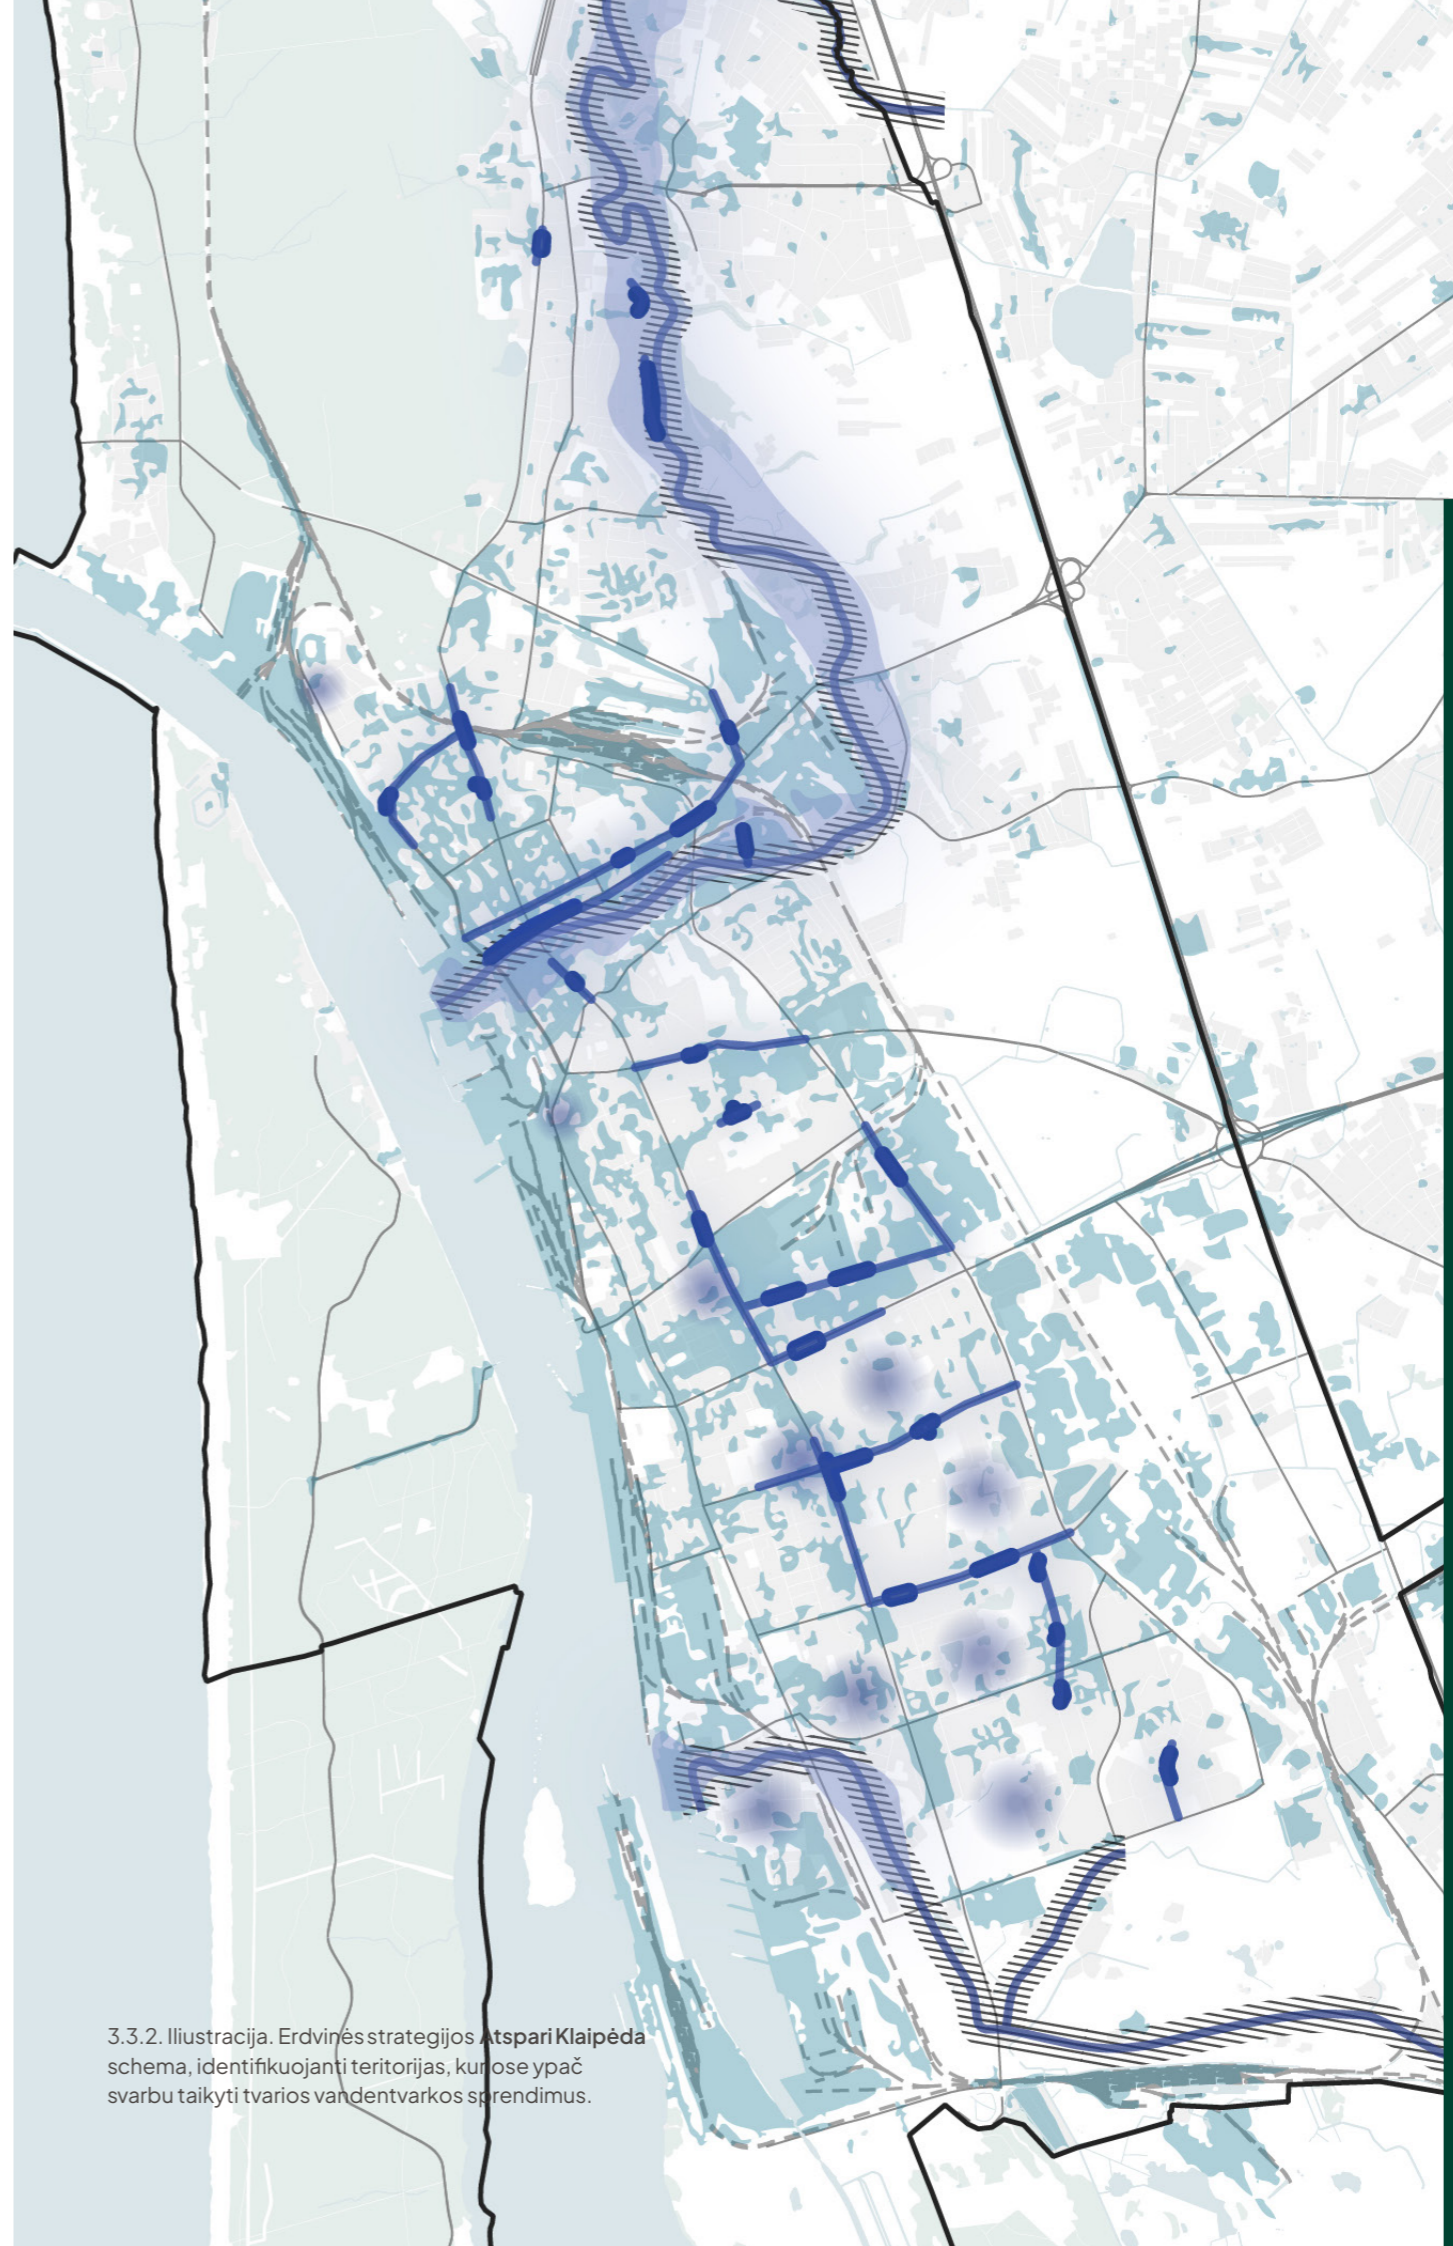 3.3.2. Iliustracija. Erdvinės strategijos Atspari Klaipėda
schema, identifikuojanti teritorijas, kuriose ypač
svarbu taikyti tvarios vandentvarkos sprendimus.